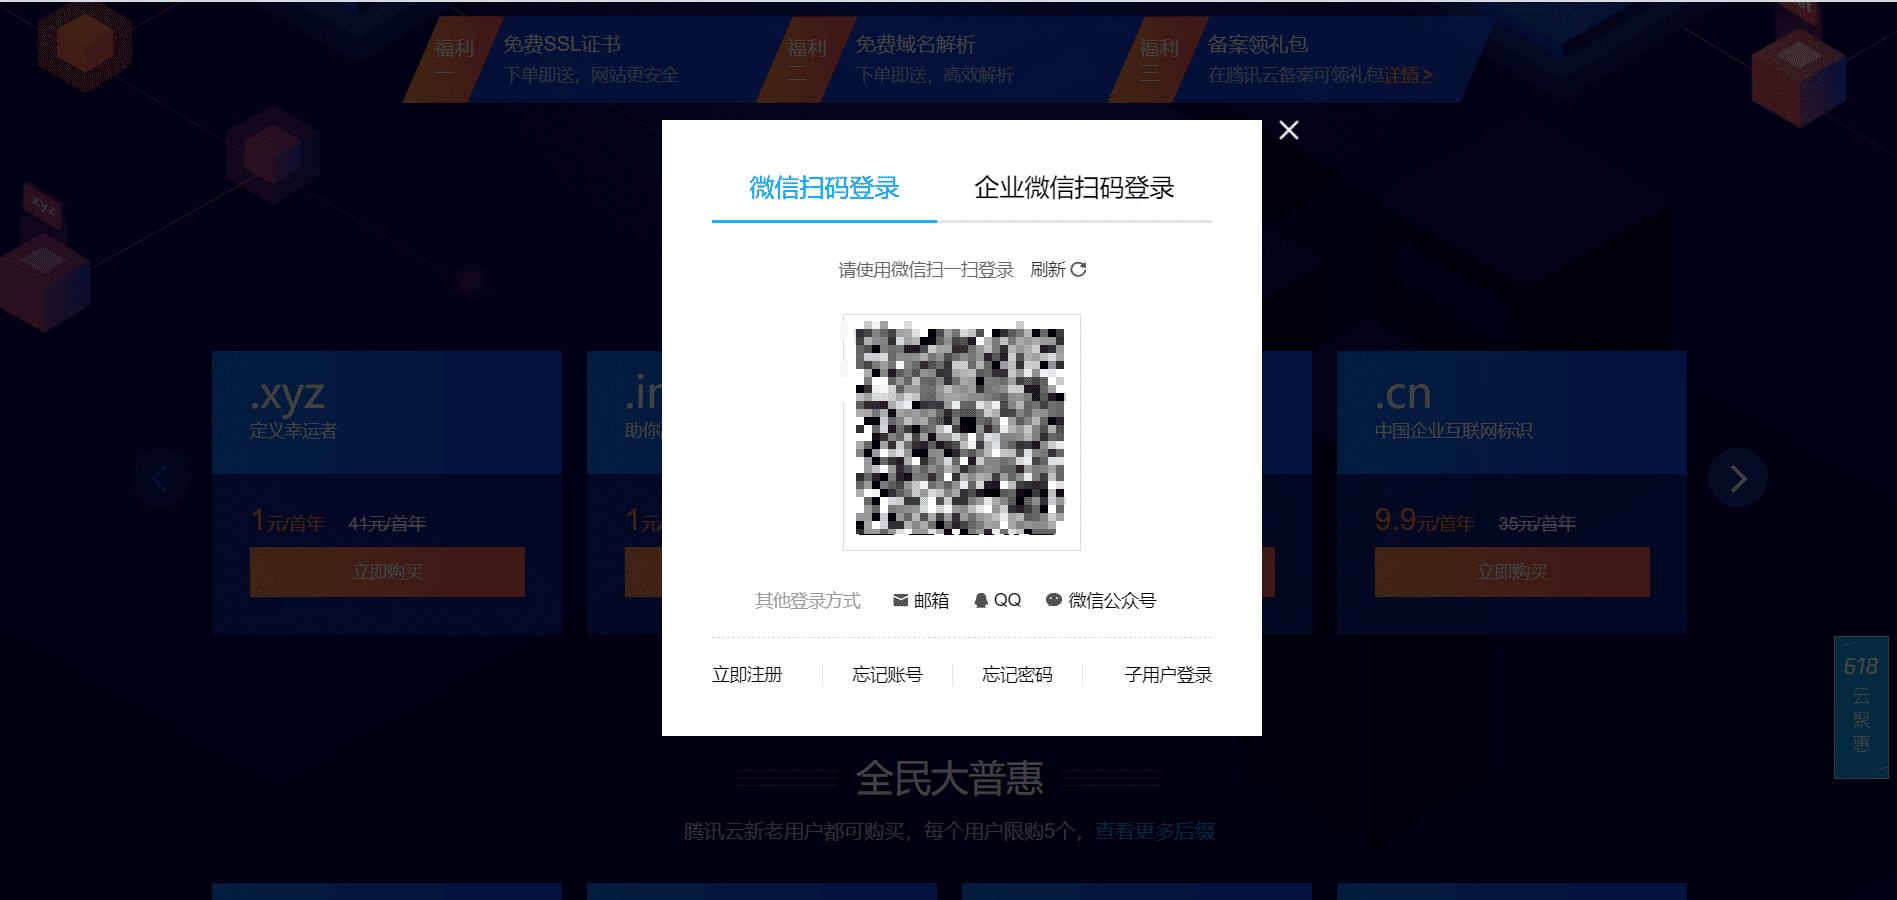 福利一
免费SSL证书
下单即送，网站更安全
福利二
免费域名解析
下单即送，高效解析
福利三
备案领礼包
在腾讯云备案可领礼包详情 >
.xyz
微信扫码登录
企业微信扫码登录
请使用微信扫一扫登录 刷新
.xyz
定义幸运者
1元/首年 41元/首年
立即购买
助你
1元/
.cn
中国企业互联网标识
9.9元/首年 35元/首年
立即购买
其他登录方式 邮箱 QQ 微信公众号
立即注册 忘记账号 忘记密码 子用户登录
618
云
聚
惠
全民大普惠
腾讯云新老用户都可购买，每个用户限购5个，查看更多后缀